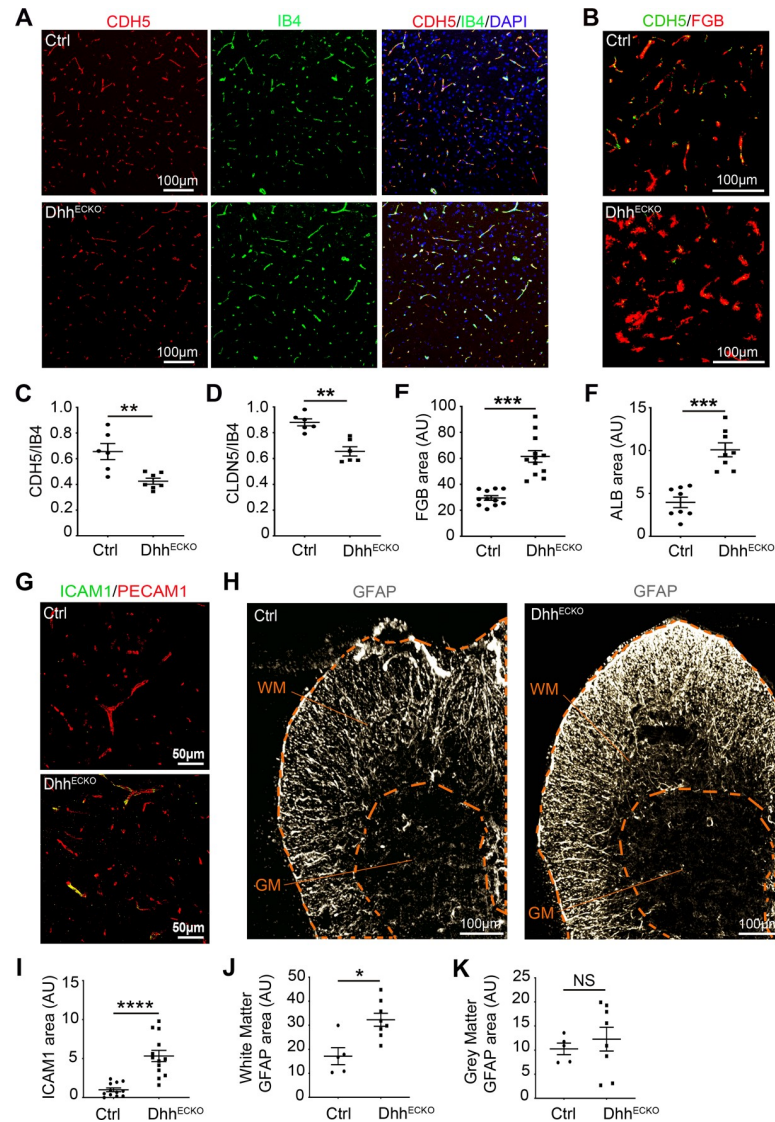 A
CDH5
IB4
CDH5/IB4/DAPI
Ctrl
100µm
100µm
100µm
Dhh^ECKO
100µm
100µm
100µm
B
CDH5/FGB
Ctrl
100µm
Dhh^ECKO
100µm
C
CDH5/IB4
1.0
0.8
0.6
0.4
0.2
0
**
Ctrl
Dhh^ECKO
D
CLDN5/IB4
1.0
0.8
0.6
0.4
0.2
0
**
Ctrl
Dhh^ECKO
FGB area (AU)
100
80
60
40
20
0
***
Ctrl
Dhh^ECKO
F
ALB area (AU)
15
10
5
0
***
Ctrl
Dhh^ECKO
G
ICAM1/PECAM1
Ctrl
50µm
Dhh^ECKO
50µm
H
GFAP
Ctrl
WM
GM
100µm
GFAP
Dhh^ECKO
WM
GM
100µm
I
ICAM1 area (AU)
15
10
5
0
****
Ctrl
Dhh^ECKO
J
White Matter
GFAP area (AU)
50
40
30
20
10
0
*
Ctrl
Dhh^ECKO
K
Grey Matter
GFAP area (AU)
25
20
15
10
5
0
NS
Ctrl
Dhh^ECKO